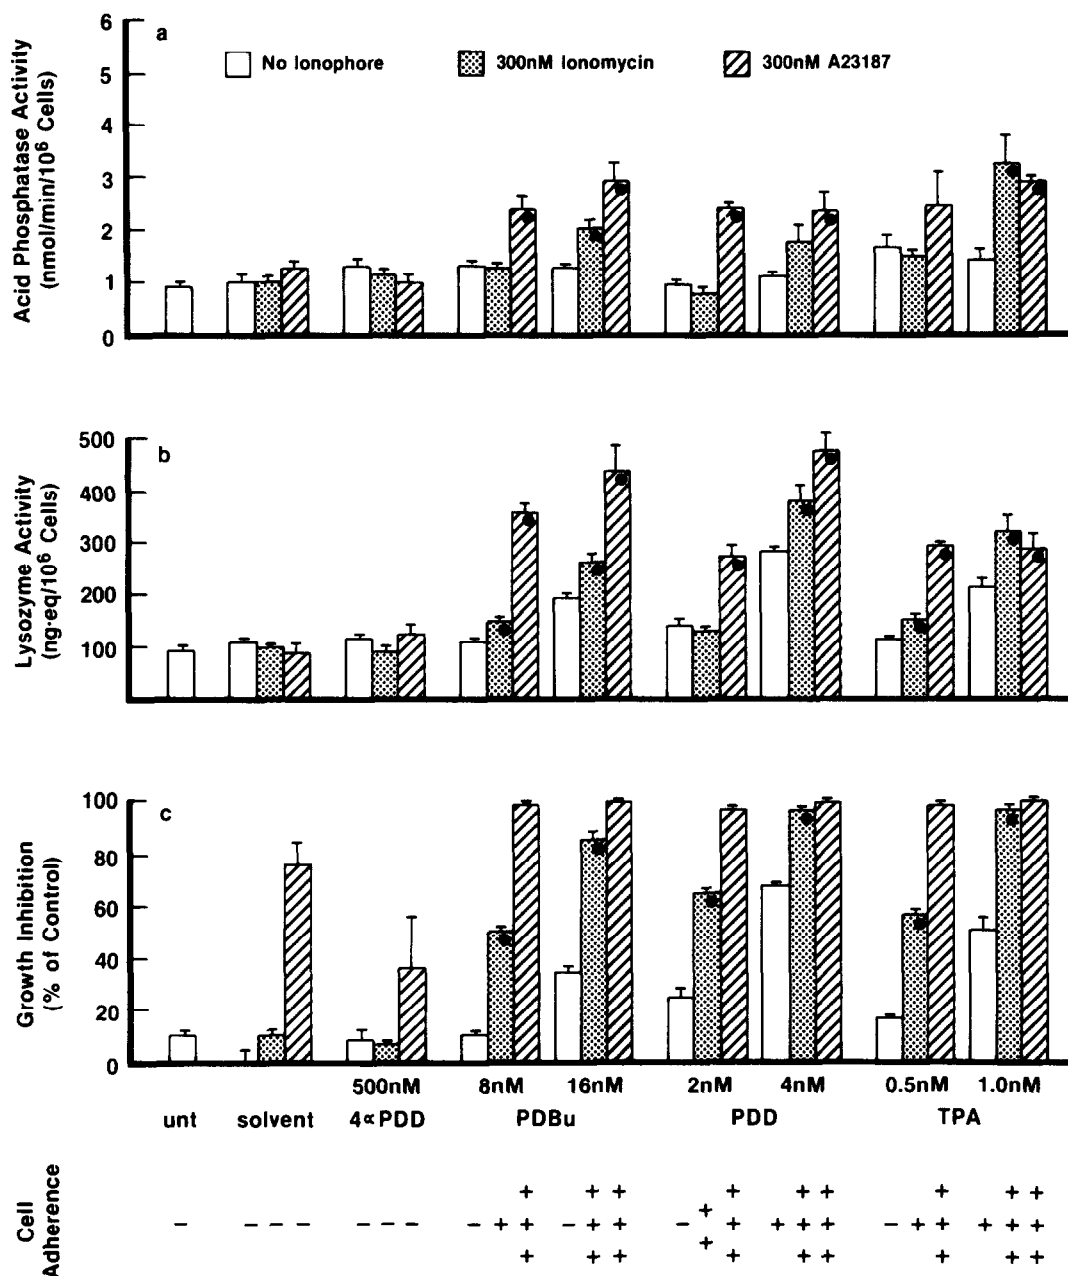 a
No Ionophore 300nM Ionomycin 300nM A23187
Acid Phosphatase Activity
(nmol/min/10⁶ Cells)
6
5
4
3
2
1
0
b
Lysozyme Activity
(ng·eq/10⁶ Cells)
500
400
300
200
100
c
Growth Inhibition
(% of Control)
100
80
60
40
20
0
500nM 8nM 16nM 2nM 4nM 0.5nM 1.0nM
unt solvent 4∝PDD PDBu PDD TPA
Cell
Adherence
+ + + + + + + + +
+
− − − − − − − − + + − + + − + + + + − + + + + +
+
+ + + + + + + + +